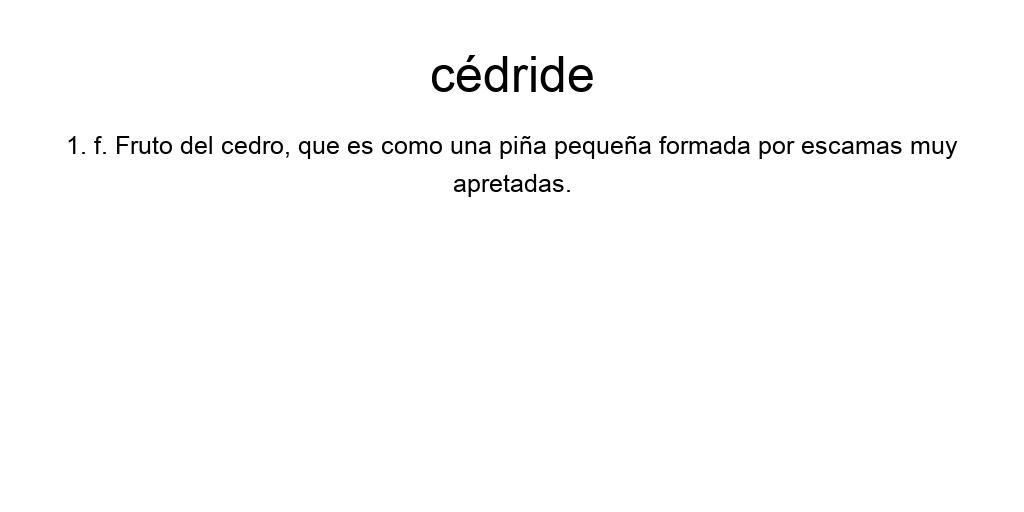 cédride
1. f. Fruto del cedro, que es como una piña pequeña formada por escamas muy
apretadas.